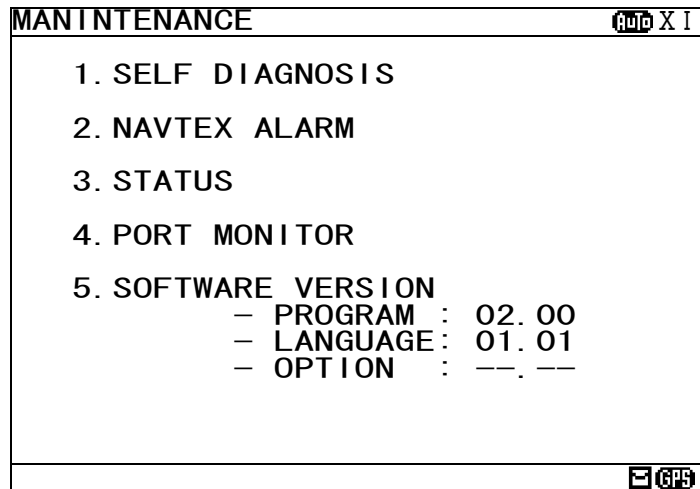 MANINTENANCE AUTO X I
1. SELF DIAGNOSIS
2. NAVTEX ALARM
3. STATUS
4. PORT MONITOR
5. SOFTWARE VERSION
– PROGRAM : 02.00
– LANGUAGE: 01.01
– OPTION : --.--
GPS